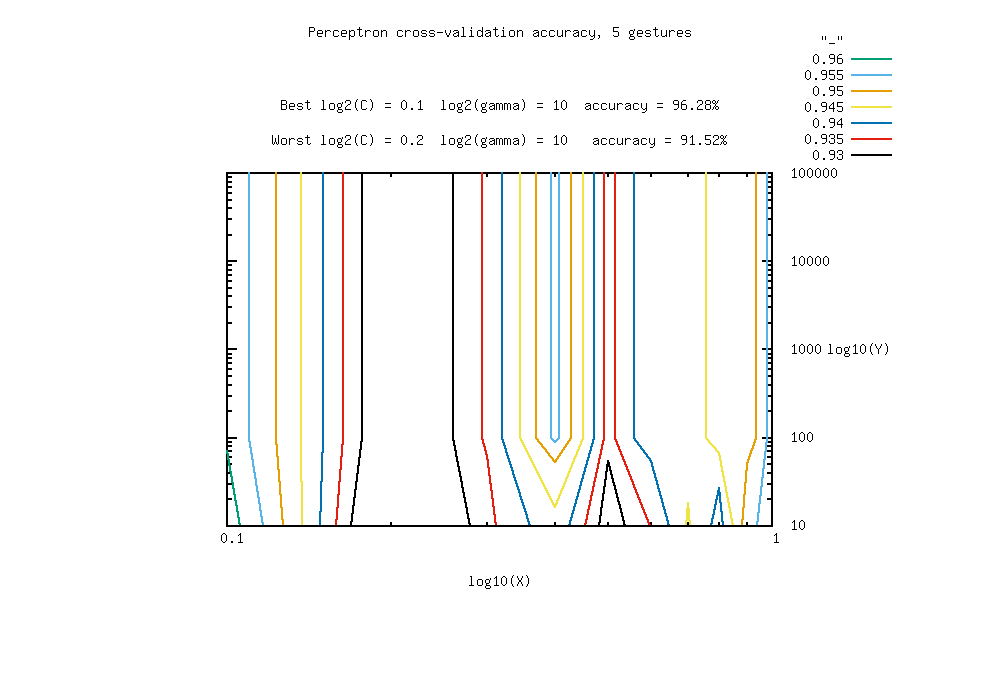 Perceptron cross-validation accuracy, 5 gestures
"_"
0.96
0.955
Best log2(C) = 0.1  log2(gamma) = 10  accuracy = 96.28%
0.95
0.945
0.94
Worst log2(C) = 0.2  log2(gamma) = 10   accuracy = 91.52%
0.935
0.93
100000
10000
1000 log10(Y)
100
10
0.1 1
log10(X)